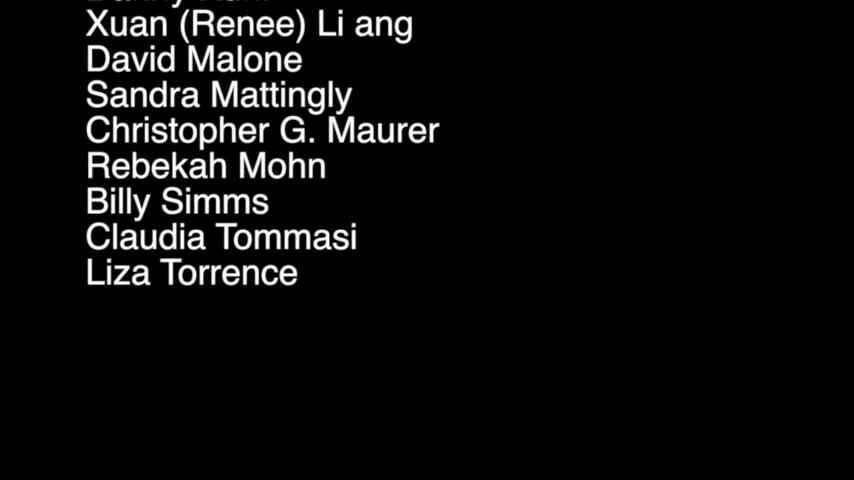 Xuan (Renee) Li ang
David Malone
Sandra Mattingly
Christopher G. Maurer
Rebekah Mohn
Billy Simms
Claudia Tommasi
Liza Torrence